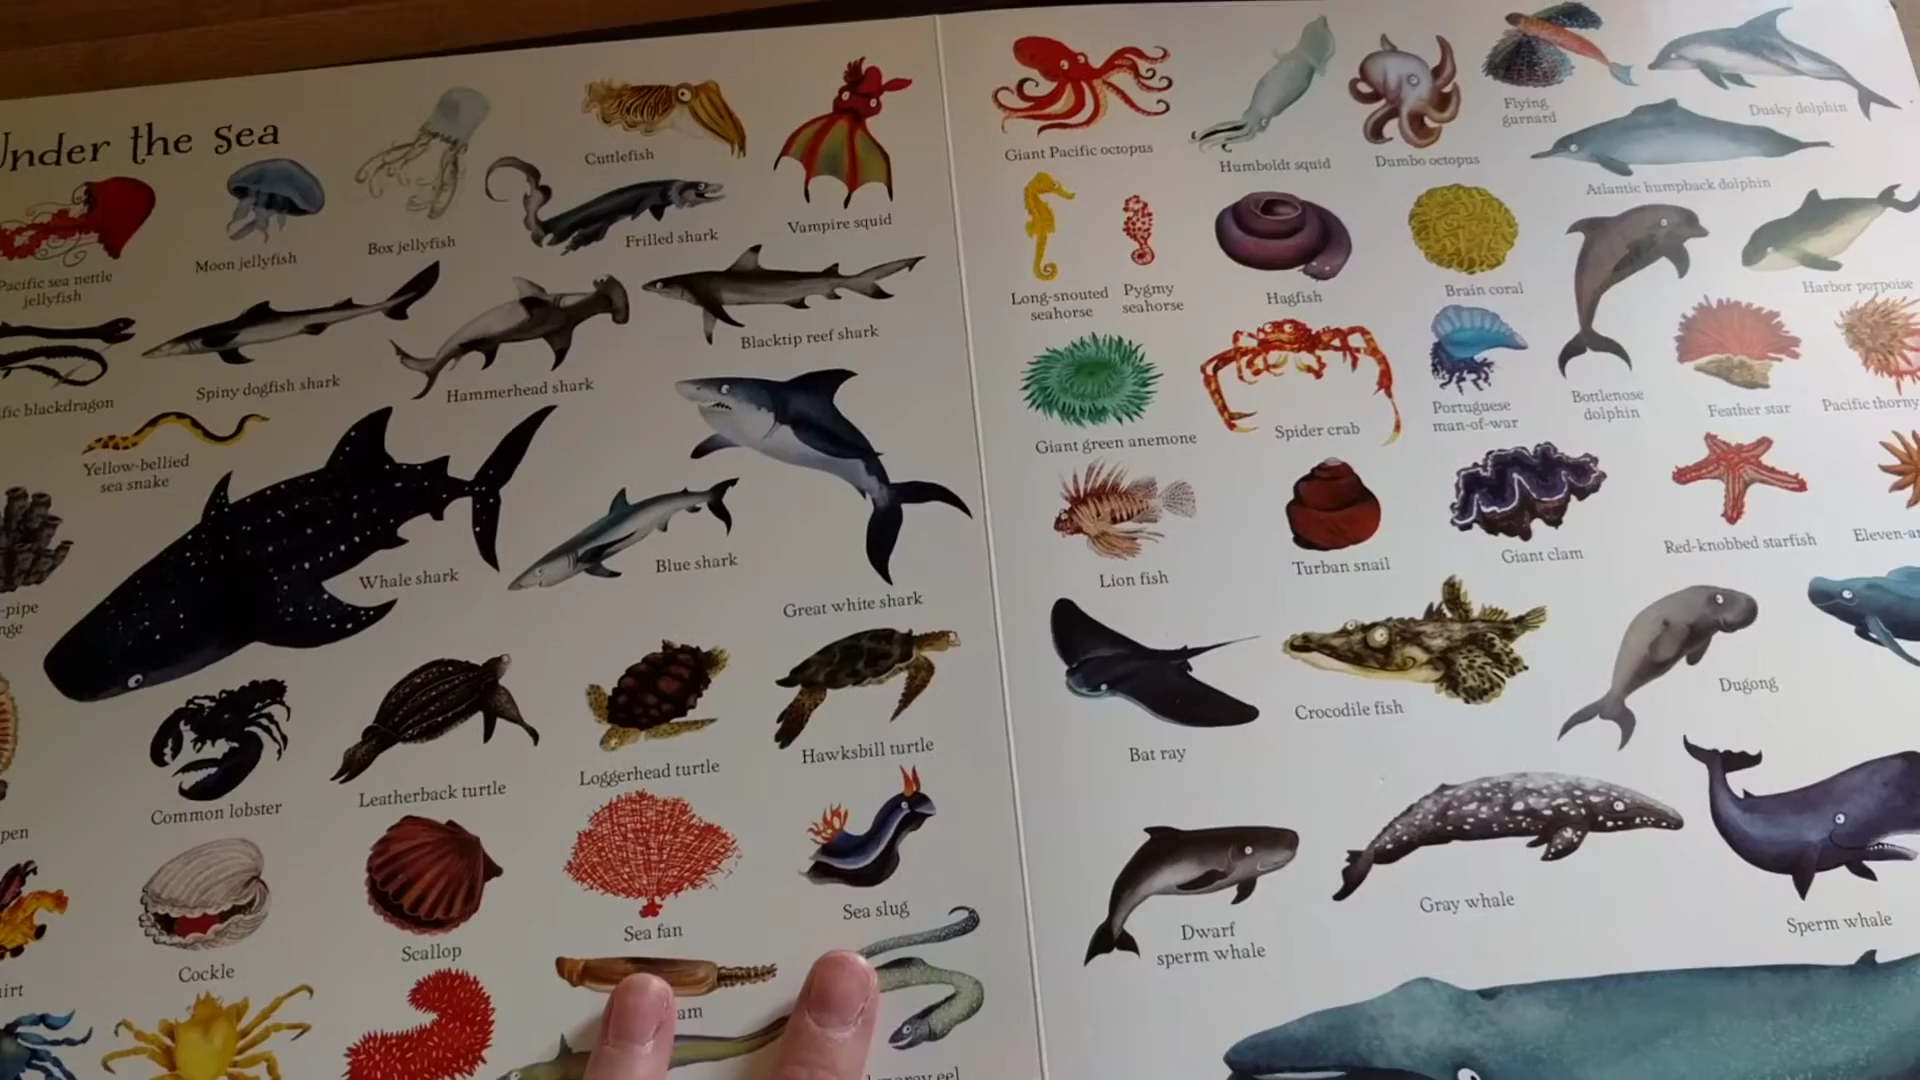 Under the Sea
Cuttlefish
Pacific sea nettle
jellyfish
Moon jellyfish
Box jellyfish
Frilled shark
Vampire squid
blackdragon
Spiny dogfish shark
Hammerhead shark
Blacktip reef shark
Yellow-bellied
sea snake
Whale shark
Blue shark
Great white shark
Common lobster
Leatherback turtle
Loggerhead turtle
Hawksbill turtle
pen
Cockle
Scallop
Sea fan
Sea slug
eel
Giant Pacific octopus
Humboldt squid
Dumbo octopus
Flying
gurnard
Dusky dolphin
Atlantic humpback dolphin
Long-snouted
seahorse
Pygmy
seahorse
Hagfish
Brain coral
Harbor porpoise
Giant green anemone
Spider crab
Portuguese
man-of-war
Bottlenose
dolphin
Feather star
Pacific thorny
Lion fish
Turban snail
Giant clam
Red-knobbed starfish
Bat ray
Crocodile fish
Dugong
Dwarf
sperm whale
Gray whale
Sperm whale